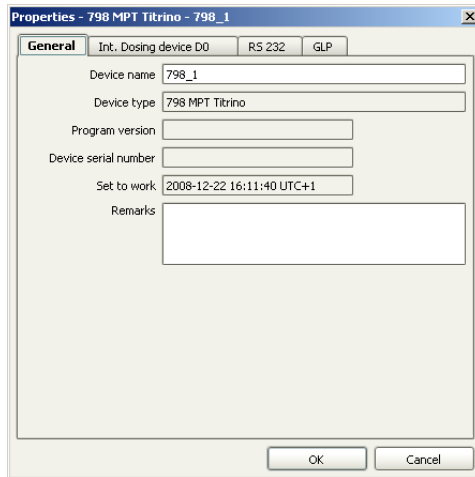 Properties - 798 MPT Titrino - 798_1
General Int. Dosing device D0 RS 232 GLP
Device name 798_1
Device type 798 MPT Titrino
Program version
Device serial number
Set to work 2008-12-22 16:11:40 UTC+1
Remarks
OK Cancel